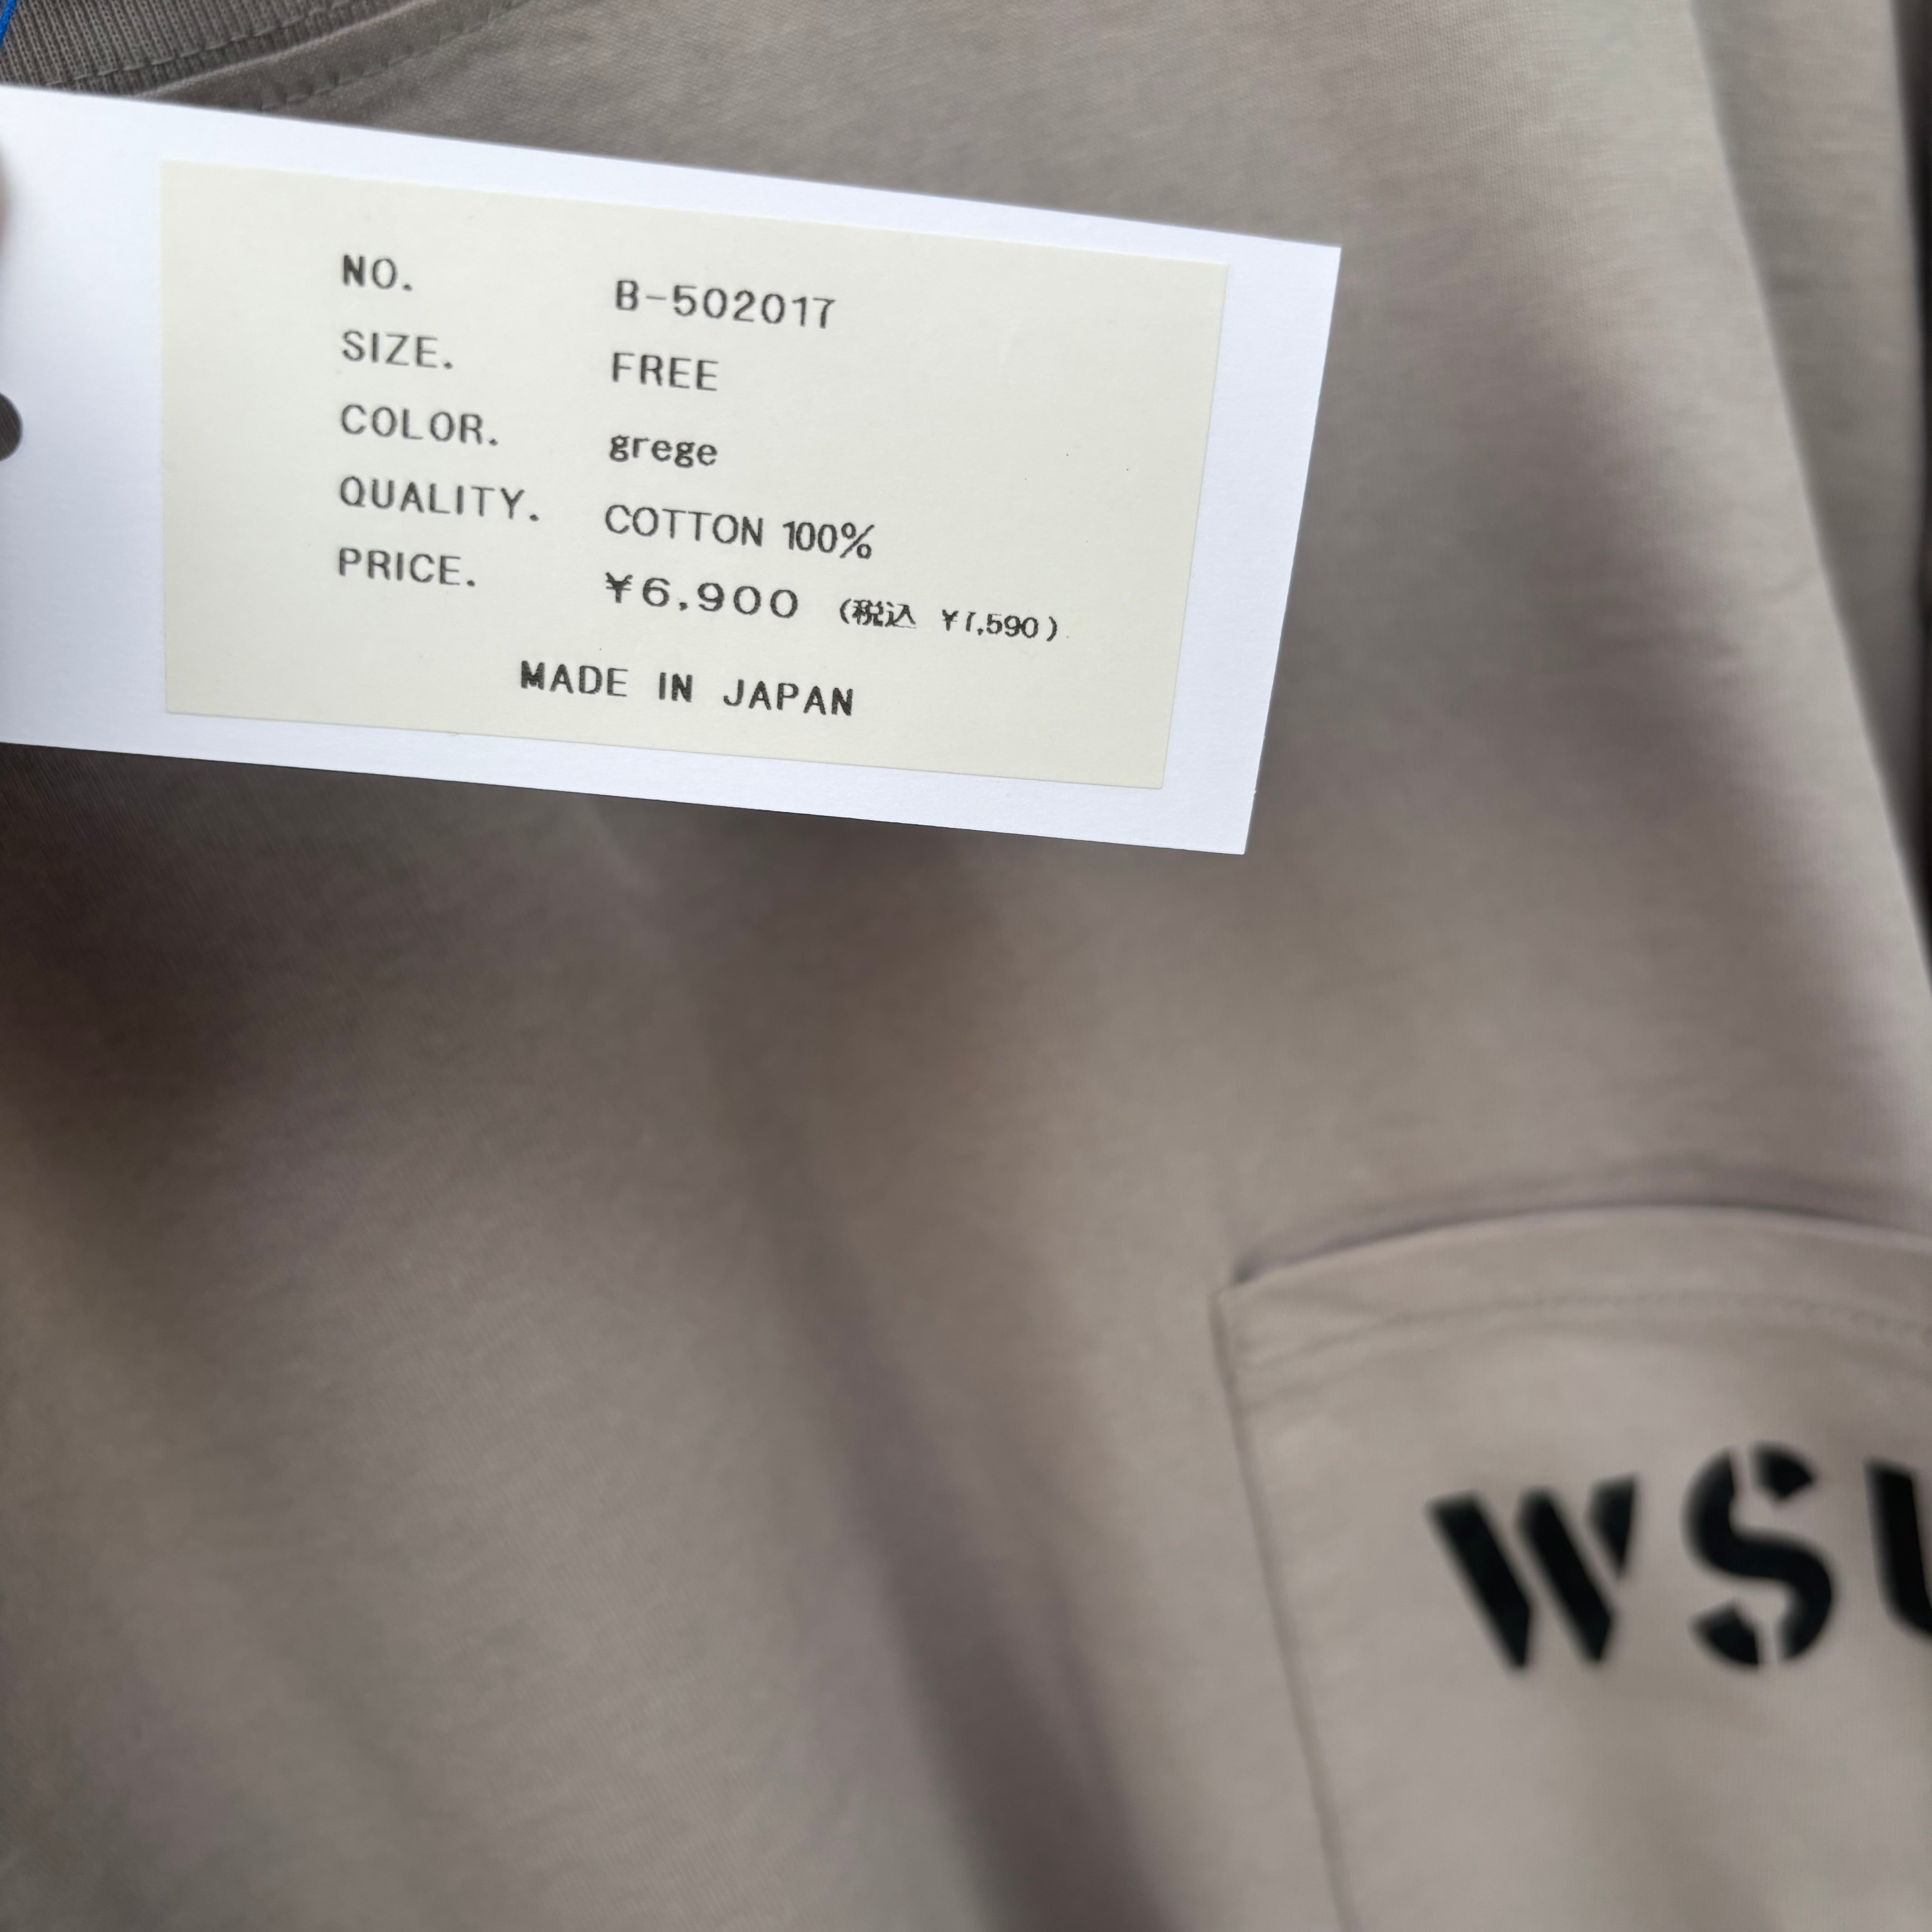 NO. B-502017
SIZE. FREE
COLOR. grege
QUALITY. COTTON 100%
PRICE. ¥6,900 (税込 ¥7,590)
MADE IN JAPAN